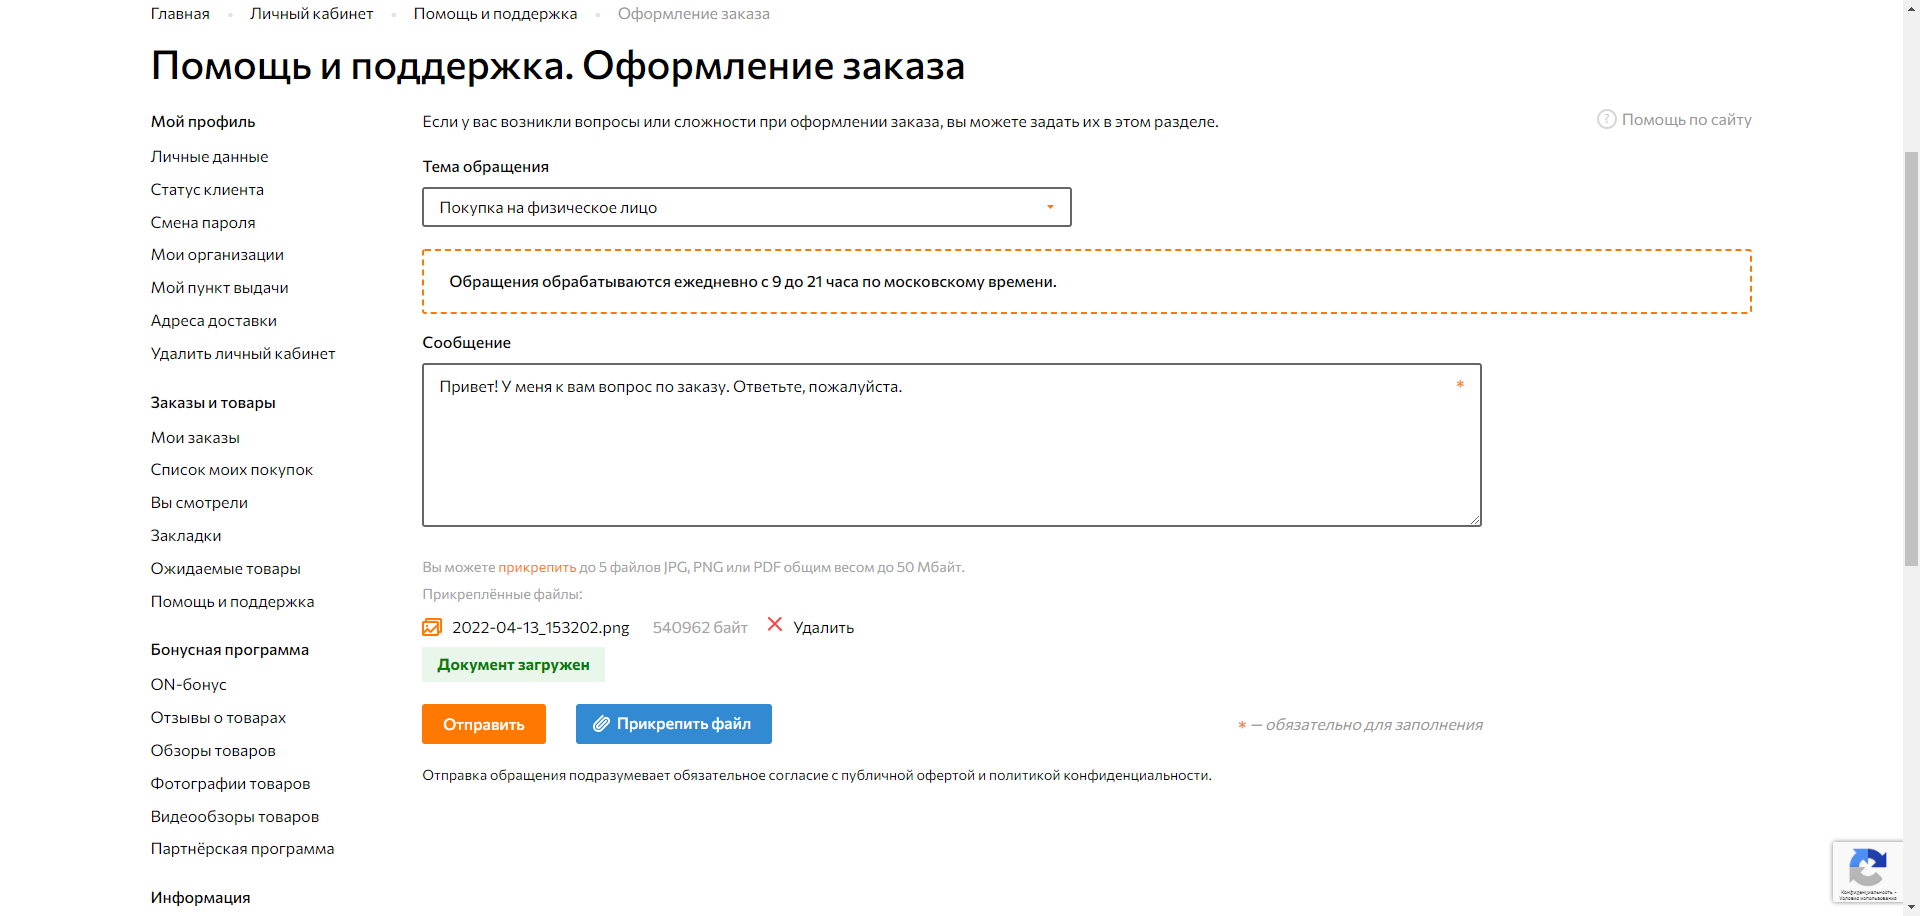 Главная
Личный кабинет
Помощь и поддержка
Оформление заказа
Помощь и поддержка. Оформление заказа
Мой профиль
Личные данные
Статус клиента
Смена пароля
Мои организации
Мой пункт выдачи
Адреса доставки
Удалить личный кабинет
Заказы и товары
Мои заказы
Список моих покупок
Вы смотрели
Закладки
Ожидаемые товары
Помощь и поддержка
Бонусная программа
ON-бонус
Отзывы о товарах
Обзоры товаров
Фотографии товаров
Видеообзоры товаров
Партнёрская программа
Информация
Если у вас возникли вопросы или сложности при оформлении заказа, вы можете задать их в этом разделе.
? Помощь по сайту
Тема обращения
Покупка на физическое лицо
Обращения обрабатываются ежедневно с 9 до 21 часа по московскому времени.
Сообщение
Привет! У меня к вам вопрос по заказу. Ответьте, пожалуйста. *
Вы можете прикрепить до 5 файлов JPG, PNG или PDF общим весом до 50 Мбайт.
Прикреплённые файлы:
2022-04-13_153202.png 540962 байт Удалить
Документ загружен
Отправить
Прикрепить файл
* — обязательно для заполнения
Отправка обращения подразумевает обязательное согласие с публичной офертой и политикой конфиденциальности.
Конфиденциальность -
Условия использования